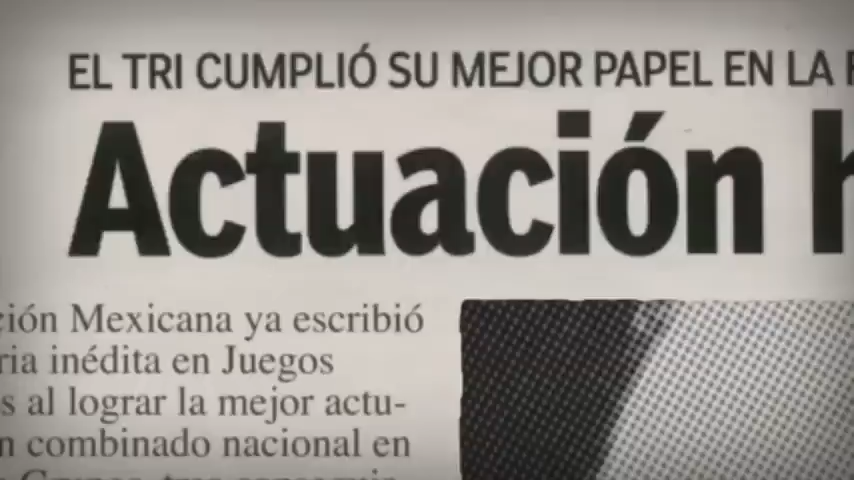 EL TRI CUMPLIÓ SU MEJOR PAPEL EN LA
Actuación
ción Mexicana ya escribió
ria inédita en Juegos
s al lograr la mejor actu-
n combinado nacional en